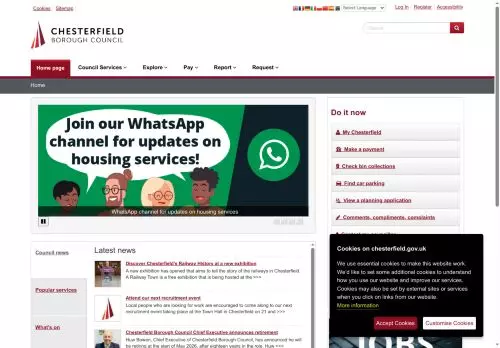 Cookies Sitemap
Select Language
Log In Register Accessibility
CHESTERFIELD
BOROUGH COUNCIL
Home page Council Services Explore Pay Report Request
Home
Join our WhatsApp
channel for updates on
housing services!
WhatsApp channel for updates on housing services
Do it now
My Chesterfield
Make a payment
Check bin collections
Find car parking
View a planning application
Comments, compliments, complaints
Council news
Popular services
What's on
Latest news
Discover Chesterfield's Railway History at a new exhibition
A new exhibition has opened that aims to tell the story of the railways in Chesterfield
A Railway Town is a free exhibition that is being hosted at the >>>
Attend our next recruitment event
Local people who are looking for work are encouraged to come along to our next
recruitment event taking place at the Town Hall in Chesterfield on 21 and >>>
Chesterfield Borough Council Chief Executive announces retirement
Huw Bowen, Chief Executive of Chesterfield Borough Council, has announced he will
be retiring at the start of May 2026, after eighteen years in the role. Huw >>>
Cookies on chesterfield.gov.uk
We use essential cookies to make this website work.
We'd like to set some additional cookies to understand
how you use our website and improve our services.
Cookies may also be set by external sites or services
when you click on links from our website.
More information
Accept Cookies Customise Cookies
JOBS